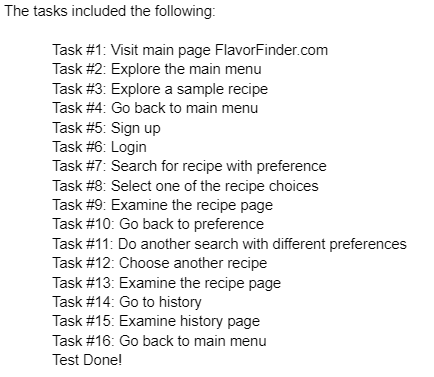 The tasks included the following:
Task #1: Visit main page FlavorFinder.com
Task #2: Explore the main menu
Task #3: Explore a sample recipe
Task #4: Go back to main menu
Task #5: Sign up
Task #6: Login
Task #7: Search for recipe with preference
Task #8: Select one of the recipe choices
Task #9: Examine the recipe page
Task #10: Go back to preference
Task #11: Do another search with different preferences
Task #12: Choose another recipe
Task #13: Examine the recipe page
Task #14: Go to history
Task #15: Examine history page
Task #16: Go back to main menu
Test Done!